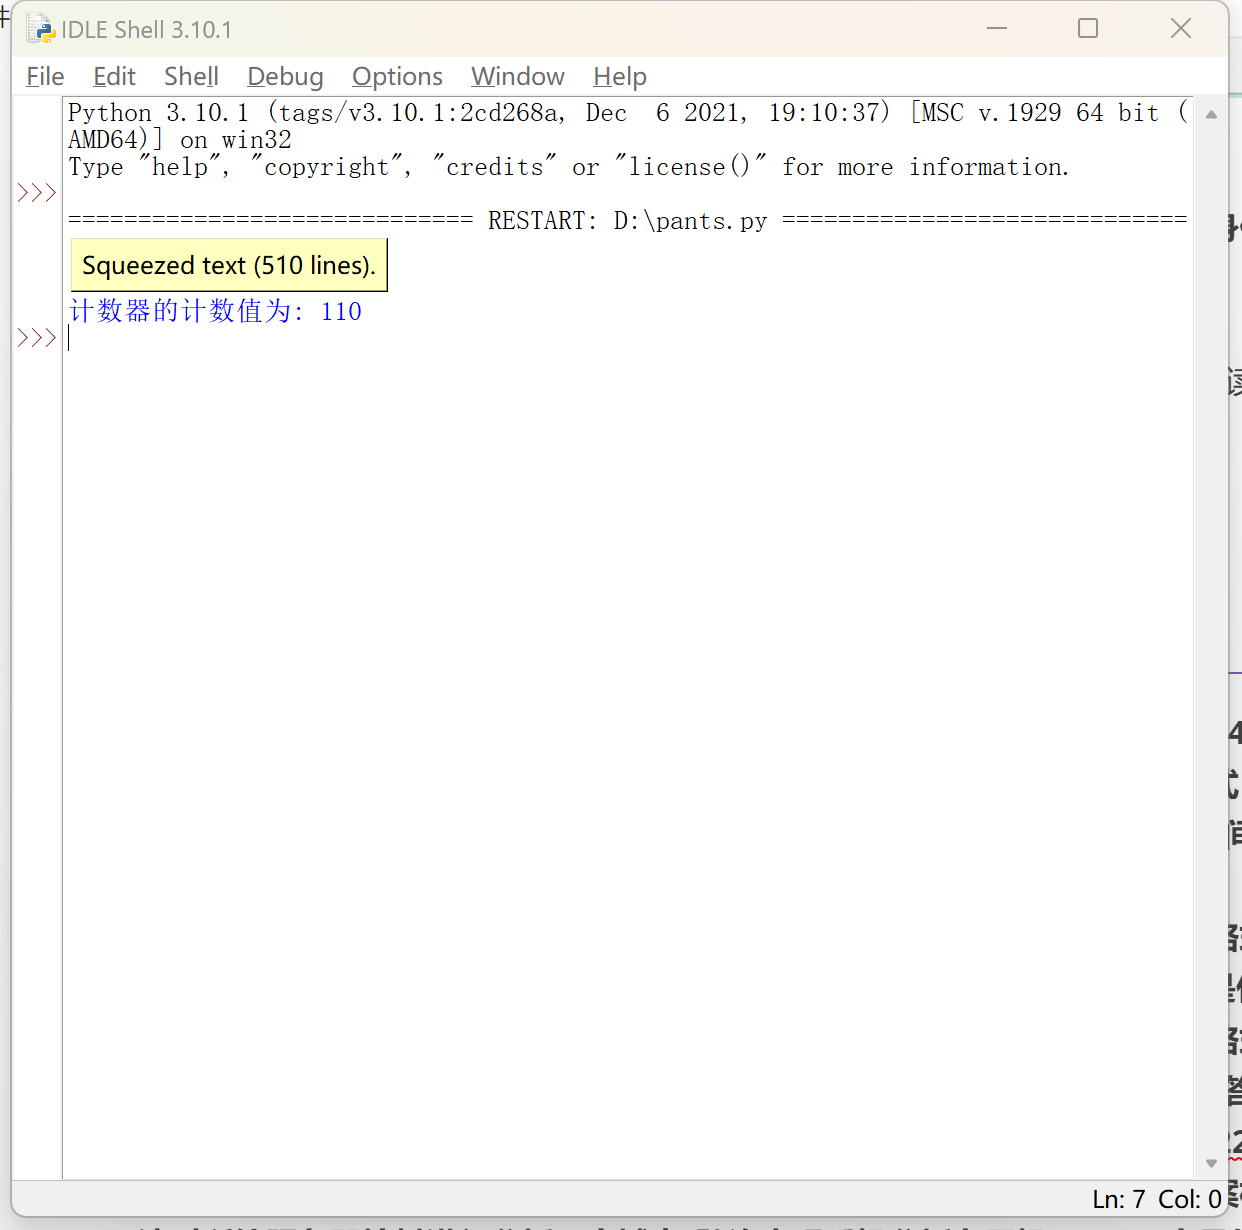 IDLE Shell 3.10.1
File Edit Shell Debug Options Window Help
Python 3.10.1 (tags/v3.10.1:2cd268a, Dec  6 2021, 19:10:37) [MSC v.1929 64 bit (
AMD64)] on win32
Type "help", "copyright", "credits" or "license()" for more information.
>>>
============================= RESTART: D:\pants.py =============================
Squeezed text (510 lines).
计数器的计数值为: 110
>>>
Ln: 7 Col: 0